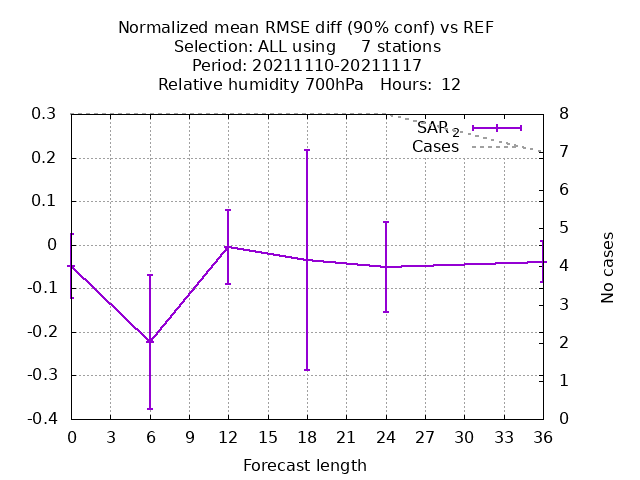 Normalized mean RMSE diff (90% conf) vs REF
Selection: ALL using     7 stations
Period: 20211110-20211117
Relative humidity 700hPa   Hours:  12
0.3
0.2
0.1
0
-0.1
-0.2
-0.3
-0.4
SAR 2
Cases
8
7
6
5
4
3
2
1
0
No cases
0 3 6 9 12 15 18 21 24 27 30 33 36
Forecast length